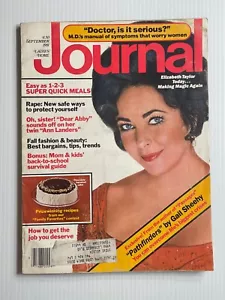 "Doctor, is it serious?"
M.D.'s manual of symptoms that worry women
SEPTEMBER
Journal
Easy as 1-2-3
SUPER QUICK MEALS!
Rape: New safe ways
to protect yourself
Oh, sister! "Dear Abby"
sounds off on her
twin "Ann Landers"
Fall fashion & beauty:
Best bargains, tips, trends
Bonus: Mom & kids'
back-to-school
survival guide
Elizabeth Taylor
Today...
Making Magic Again
Prize-winning recipes
How to get the
job you deserve
"Pathfinders" by Gail Sheehy